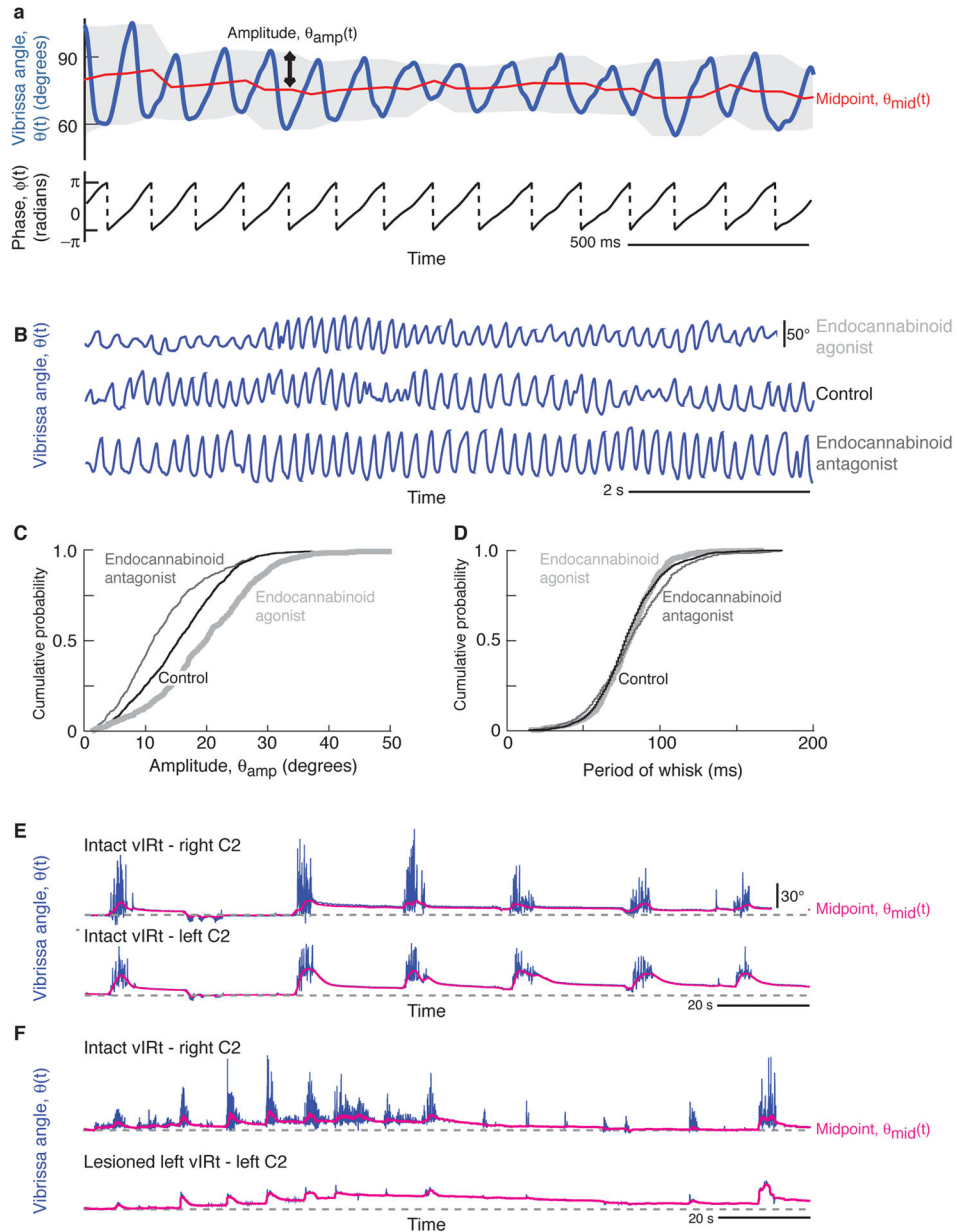 a
Vibrissa angle,
θ(t) (degrees)
90
60
Amplitude, θamp(t)
Midpoint, θmid(t)
Phase, ϕ(t)
(radians)
π
0
−π
500 ms
Time
B
Vibrissa angle, θ(t)
50°
Endocannabinoid
agonist
Control
Endocannabinoid
antagonist
Time
2 s
C
Cumulative probability
1.0
0.5
0
Endocannabinoid
antagonist
Endocannabinoid
agonist
Control
0
10
20
30
40
50
Amplitude, θamp (degrees)
D
Cumulative probability
1.0
0.5
0
Endocannabinoid
agonist
Endocannabinoid
antagonist
Control
0
100
150
200
Period of whisk (ms)
E
Vibrissa angle, θ(t)
Intact vIRt - right C2
30°
Midpoint, θmid(t)
Intact vIRt - left C2
20 s
Time
F
Vibrissa angle, θ(t)
Intact vIRt - right C2
Midpoint, θmid(t)
Lesioned left vIRt - left C2
20 s
Time